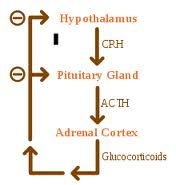 Hypothalamus
CRH
Pituitary Gland
ACTH
Adrenal Cortex
Glucocorticoids